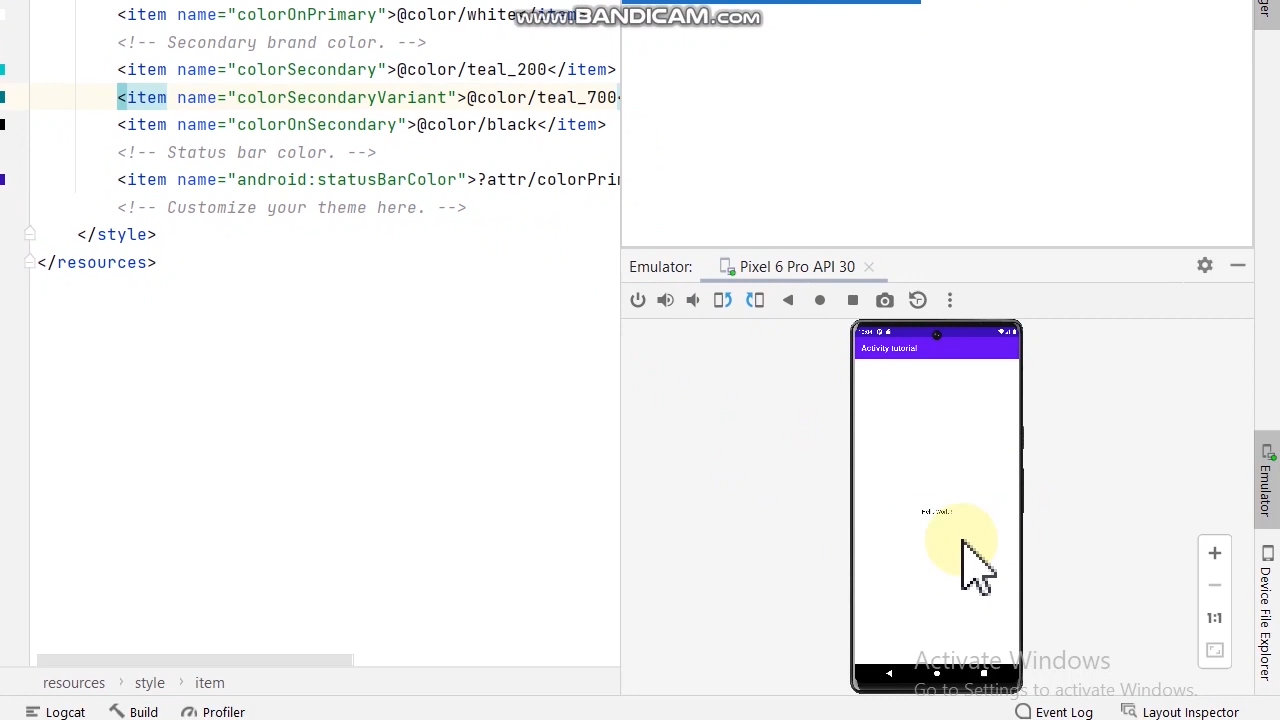 <item name="colorOnPrimary">@color/white</item>
www.BANDICAM.com
<!-- Secondary brand color. -->
<item name="colorSecondary">@color/teal_200</item>
<item name="colorSecondaryVariant">@color/teal_700<
<item name="colorOnSecondary">@color/black</item>
<!-- Status bar color. -->
<item name="android:statusBarColor">?attr/colorPri
<!-- Customize your theme here. -->
</style>
</resources>
Emulator: Pixel 6 Pro API 30
Activity tutorial
Hello World!
1:1
Emulator
Device File Explorer
Activate Windows
Go to Settings to activate Windows.
resources > style > item
Logcat Build Profiler Event Log Layout Inspector